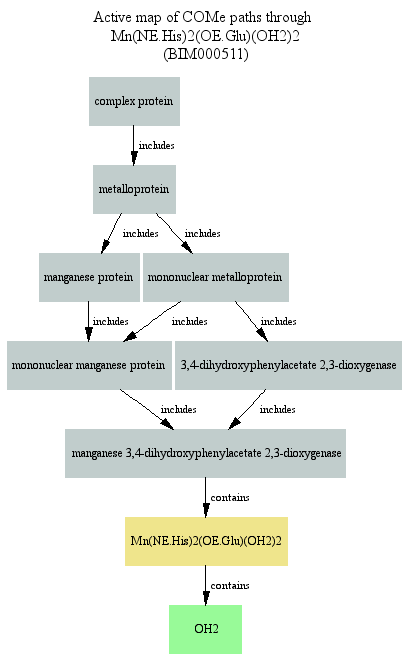 Active map of COMe paths through
Mn(NE.His)2(OE.Glu)(OH2)2
(BIM000511)
complex protein
includes
metalloprotein
includes includes
manganese protein mononuclear metalloprotein
includes includes includes
mononuclear manganese protein 3,4-dihydroxyphenylacetate 2,3-dioxygenase
includes includes
manganese 3,4-dihydroxyphenylacetate 2,3-dioxygenase
contains
Mn(NE.His)2(OE.Glu)(OH2)2
contains
OH2